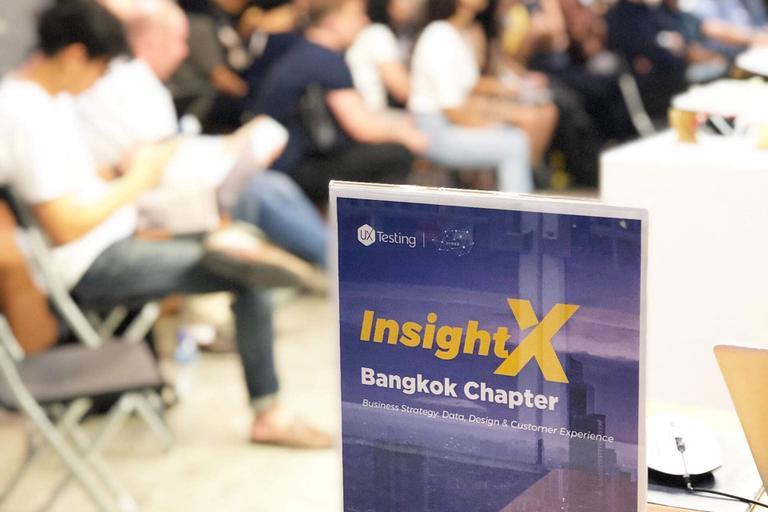 UX Testing
InsightX
Bangkok Chapter
Business Strategy, Data, Design & Customer Experience